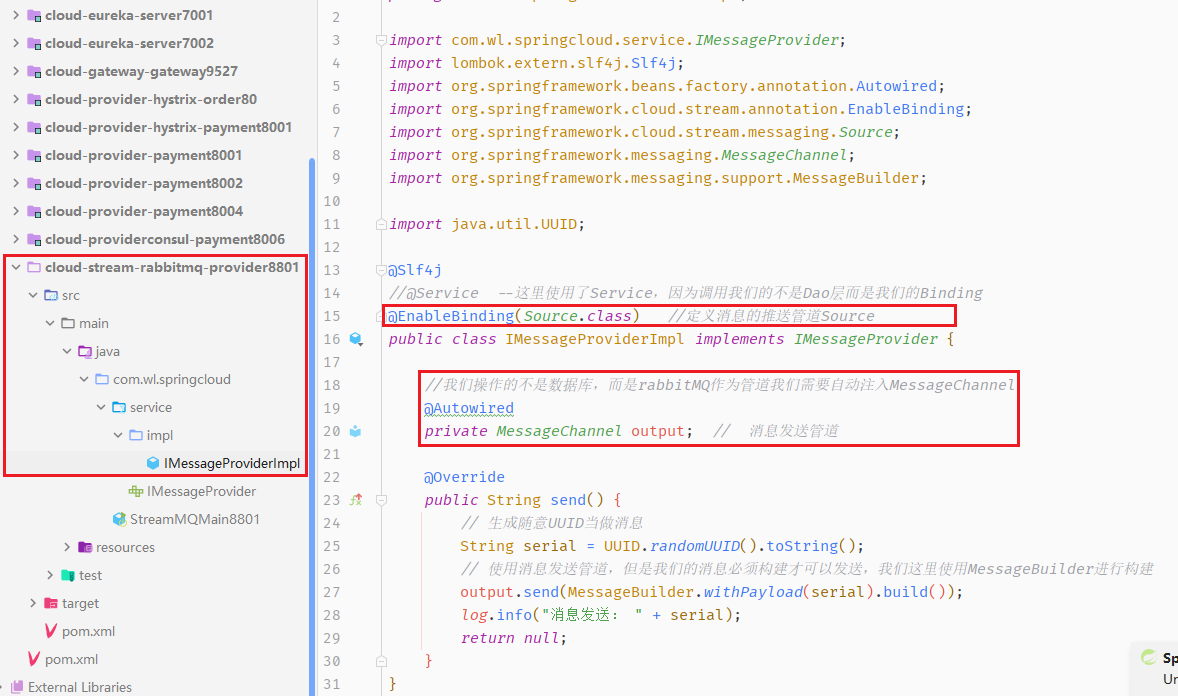 cloud-eureka-server7001
cloud-eureka-server7002
cloud-gateway-gateway9527
cloud-provider-hystrix-order80
cloud-provider-hystrix-payment8001
cloud-provider-payment8001
cloud-provider-payment8002
cloud-provider-payment8004
cloud-providerconsul-payment8006
cloud-stream-rabbitmq-provider8801
src
main
java
com.wl.springcloud
service
impl
IMessageProviderImpl
IMessageProvider
StreamMQMain8801
resources
test
target
pom.xml
pom.xml
External Libraries
2
3 import com.wl.springcloud.service.IMessageProvider;
4 import lombok.extern.slf4j.Slf4j;
5 import org.springframework.beans.factory.annotation.Autowired;
6 import org.springframework.cloud.stream.annotation.EnableBinding;
7 import org.springframework.cloud.stream.messaging.Source;
8 import org.springframework.messaging.MessageChannel;
9 import org.springframework.messaging.support.MessageBuilder;
10
11 import java.util.UUID;
12
13 @Slf4j
14 //@Service  --这里使用了Service，因为调用我们的不是Dao层而是我们的Binding
15 @EnableBinding(Source.class)   //定义消息的推送管道Source
16 public class IMessageProviderImpl implements IMessageProvider {
17
18 //我们操作的不是数据库，而是rabbitMQ作为管道我们需要自动注入MessageChannel
19 @Autowired
20 private MessageChannel output;  //  消息发送管道
21
22 @Override
23 public String send() {
24 // 生成随意UUID当做消息
25 String serial = UUID.randomUUID().toString();
26 // 使用消息发送管道，但是我们的消息必须构建才可以发送，我们这里使用MessageBuilder进行构建
27 output.send(MessageBuilder.withPayload(serial).build());
28 log.info("消息发送： " + serial);
29 return null;
30 }
31 }
Sp
Ur